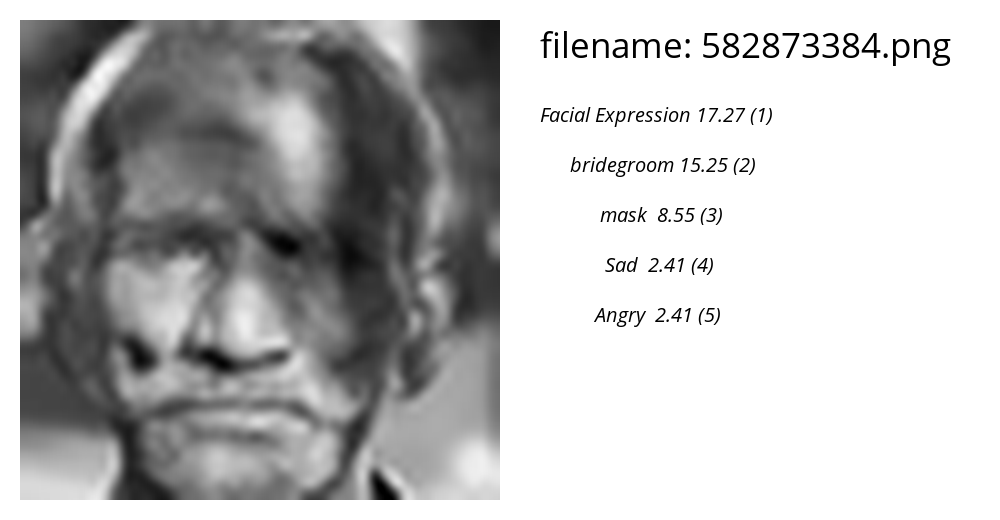 filename: 582873384.png
Facial Expression 17.27 (1)
bridegroom 15.25 (2)
mask 8.55 (3)
Sad 2.41 (4)
Angry 2.41 (5)